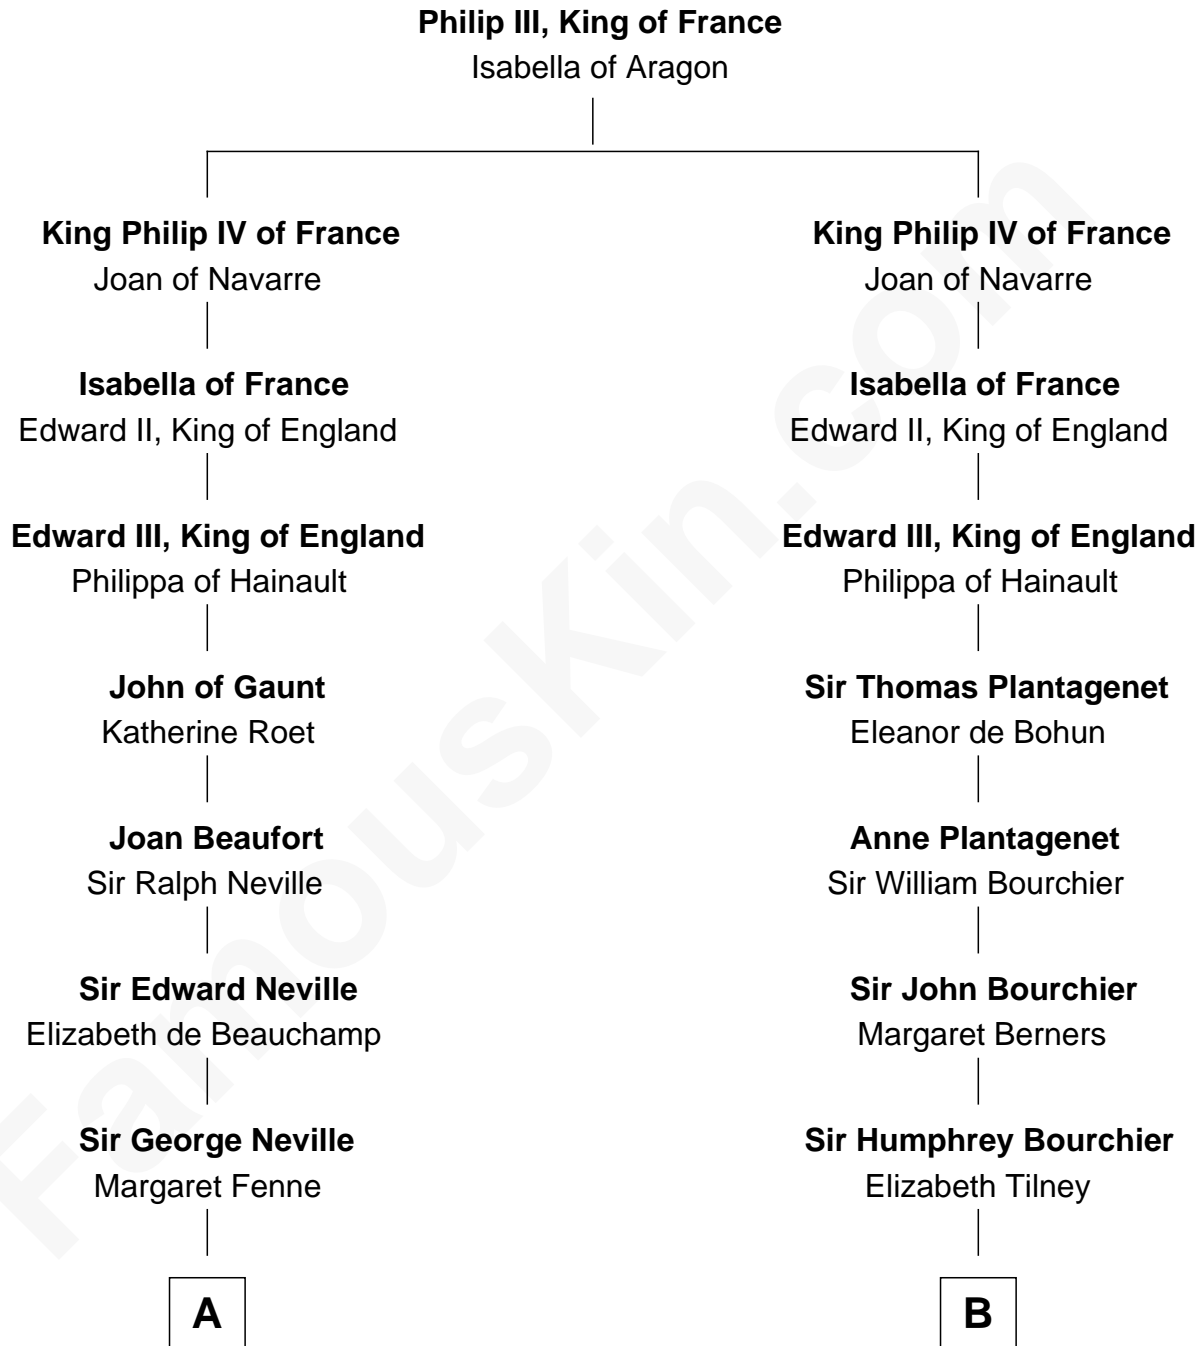 Philip III, King of France
Isabella of Aragon
King Philip IV of France
Joan of Navarre
Isabella of France
Edward II, King of England
Edward III, King of England
Philippa of Hainault
John of Gaunt
Katherine Roet
Joan Beaufort
Sir Ralph Neville
Sir Edward Neville
Elizabeth de Beauchamp
Sir George Neville
Margaret Fenne
A
King Philip IV of France
Joan of Navarre
Isabella of France
Edward II, King of England
Edward III, King of England
Philippa of Hainault
Sir Thomas Plantagenet
Eleanor de Bohun
Anne Plantagenet
Sir William Bourchier
Sir John Bourchier
Margaret Berners
Sir Humphrey Bourchier
Elizabeth Tilney
B
FamousKin.com